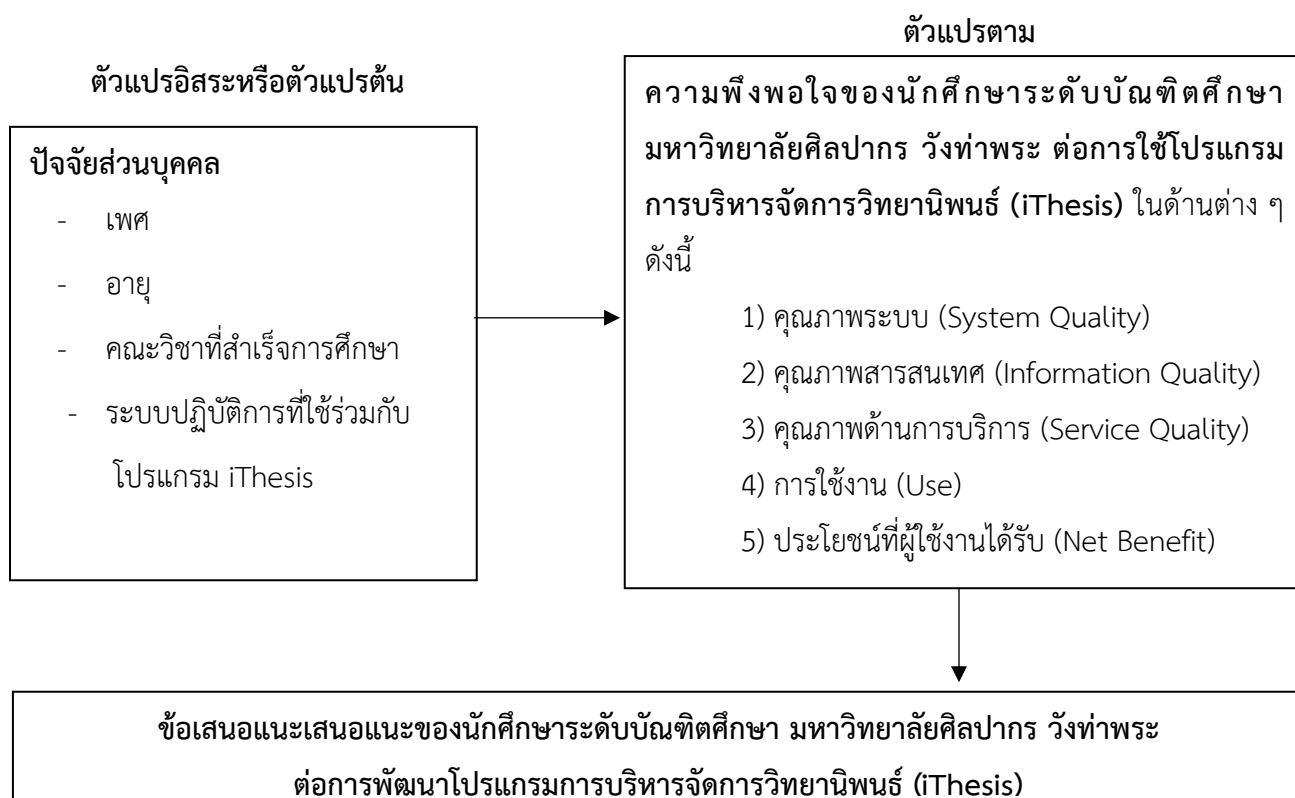 ตัวแปรอิสระหรือตัวแปรต้น
ปัจจัยส่วนบุคคล
- เพศ
- อายุ
- คณะวิชาที่สำเร็จการศึกษา
- ระบบปฏิบัติการที่ใช้ร่วมกับ
โปรแกรม iThesis
ตัวแปรตาม
ความพึงพอใจของนักศึกษาระดับบัณฑิตศึกษา
มหาวิทยาลัยศิลปากร วังท่าพระ ต่อการใช้โปรแกรม
การบริหารจัดการวิทยานิพนธ์ (iThesis) ในด้านต่าง ๆ
ดังนี้
1) คุณภาพระบบ (System Quality)
2) คุณภาพสารสนเทศ (Information Quality)
3) คุณภาพด้านการบริการ (Service Quality)
4) การใช้งาน (Use)
5) ประโยชน์ที่ผู้ใช้งานได้รับ (Net Benefit)
ข้อเสนอแนะเสนอแนะของนักศึกษาระดับบัณฑิตศึกษา มหาวิทยาลัยศิลปากร วังท่าพระ
ต่อการพัฒนาโปรแกรมการบริหารจัดการวิทยานิพนธ์ (iThesis)